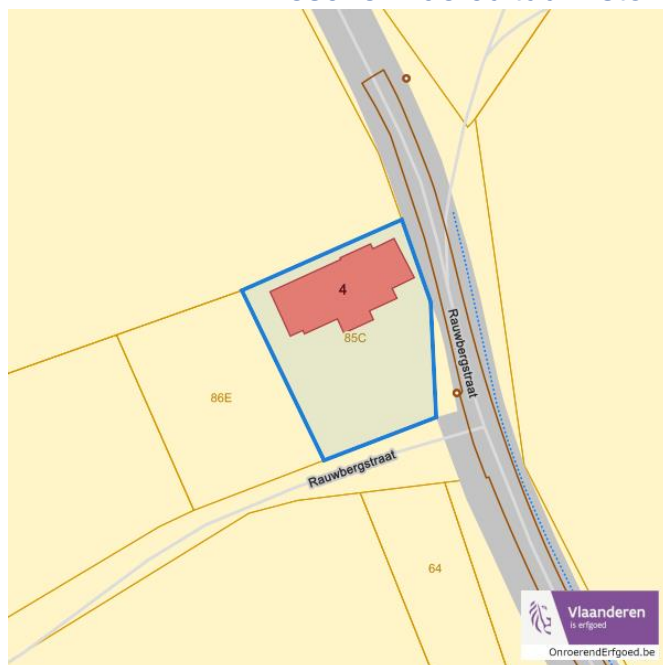 4
85C
Rauwbergstraat
86E
Rauwbergstraat
64
Vlaanderen
is erfgoed
OnroerendErfgoed.be